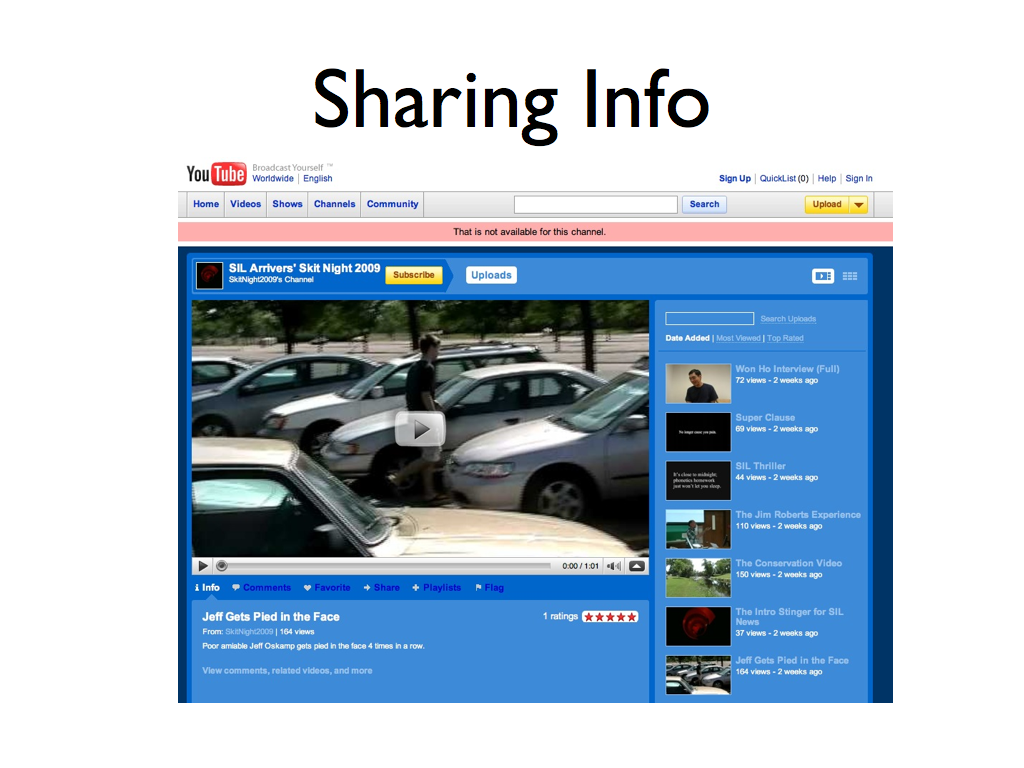 Sharing Info
YouTube Broadcast Yourself ™
Worldwide | English
Sign Up | QuickList (0) | Help | Sign In
Home Videos Shows Channels Community Search Upload
That is not available for this channel.
SIL Arrivers' Skit Night 2009
SkitNight2009's Channel
Subscribe Uploads
Search Uploads
Date Added | Most Viewed | Top Rated
Won Ho Interview (Full)
72 views - 2 weeks ago
Super Clause
69 views - 2 weeks ago
No longer cause you pain.
SIL Thriller
44 views - 2 weeks ago
It's close to midnight;
phonetics homework
just won't let you sleep.
The Jim Roberts Experience
110 views - 2 weeks ago
The Conservation Video
150 views - 2 weeks ago
The Intro Stinger for SIL
News
37 views - 2 weeks ago
Jeff Gets Pied in the Face
164 views - 2 weeks ago
0:00 / 1:01
Info Comments Favorite Share Playlists Flag
Jeff Gets Pied in the Face
1 ratings
From: SkitNight2009 | 164 views
Poor amiable Jeff Oskamp gets pied in the face 4 times in a row.
View comments, related videos, and more